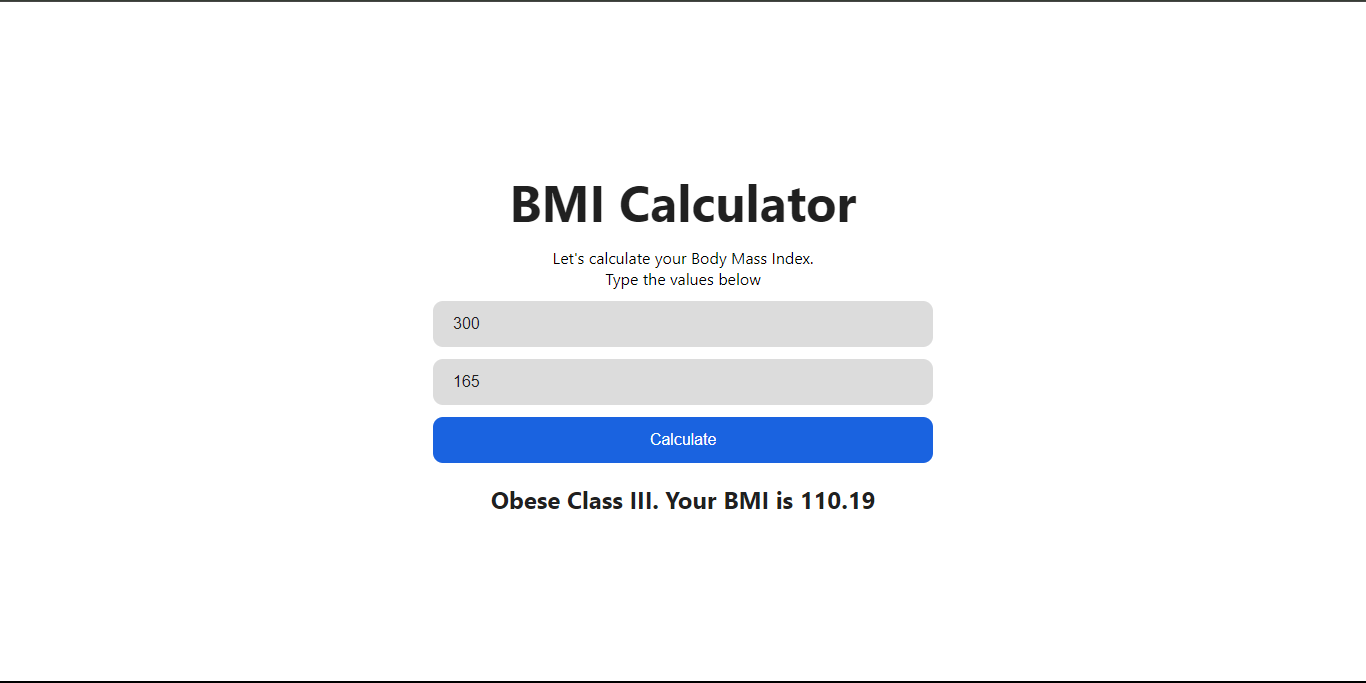 BMI Calculator
Let's calculate your Body Mass Index.
Type the values below
300
165
Calculate
Obese Class III. Your BMI is 110.19